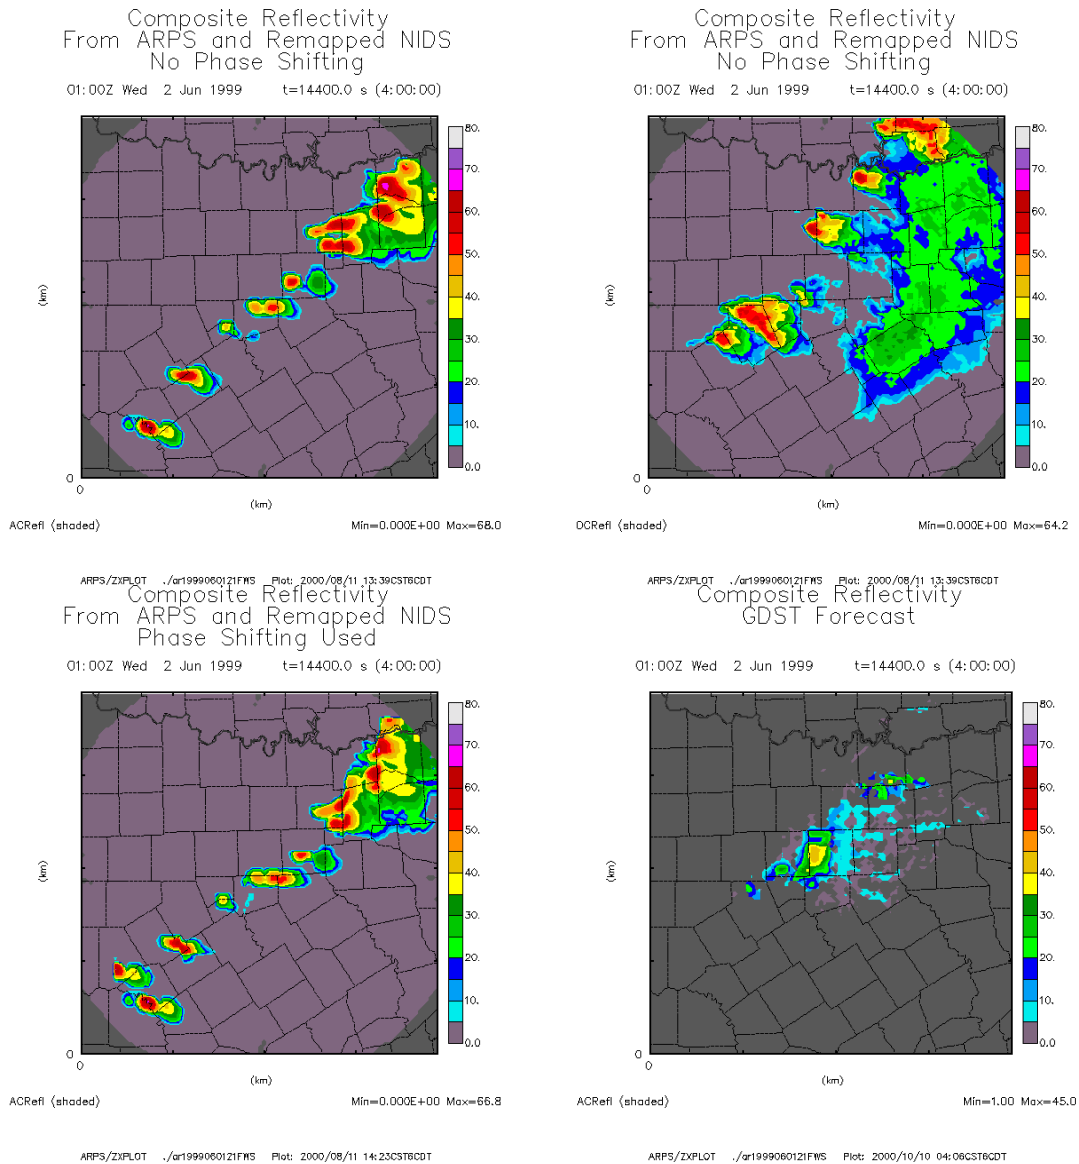 Composite Reflectivity
From ARPS and Remapped NIDS
No Phase Shifting
01:00Z Wed 2 Jun 1999 t=14400.0 s (4:00:00)
80.
70.
60.
50.
40.
30.
20.
10.
0.0
(km)
0
0
(km)
ACRefl (shaded) Min=0.000E+00 Max=68.0
ARPS/ZXPLOT ./ar1999060121FWS Plot: 2000/08/11 13:39CST6CDT
Composite Reflectivity
From ARPS and Remapped NIDS
No Phase Shifting
01:00Z Wed 2 Jun 1999 t=14400.0 s (4:00:00)
80.
70.
60.
50.
40.
30.
20.
10.
0.0
(km)
0
0
(km)
DCRefl (shaded) Min=0.000E+00 Max=64.2
ARPS/ZXPLOT ./ar1999060121FWS Plot: 2000/08/11 13:39CST6CDT
Composite Reflectivity
From ARPS and Remapped NIDS
Phase Shifting Used
01:00Z Wed 2 Jun 1999 t=14400.0 s (4:00:00)
80.
70.
60.
50.
40.
30.
20.
10.
0.0
(km)
0
0
(km)
ACRefl (shaded) Min=0.000E+00 Max=66.8
ARPS/ZXPLOT ./ar1999060121FWS Plot: 2000/08/11 14:23CST6CDT
Composite Reflectivity
GDST Forecast
01:00Z Wed 2 Jun 1999 t=14400.0 s (4:00:00)
80.
70.
60.
50.
40.
30.
20.
10.
0.0
(km)
0
0
(km)
ACRefl (shaded) Min=1.00 Max=45.0
ARPS/ZXPLOT ./ar1999060121FWS Plot: 2000/10/10 04:06CST6CDT